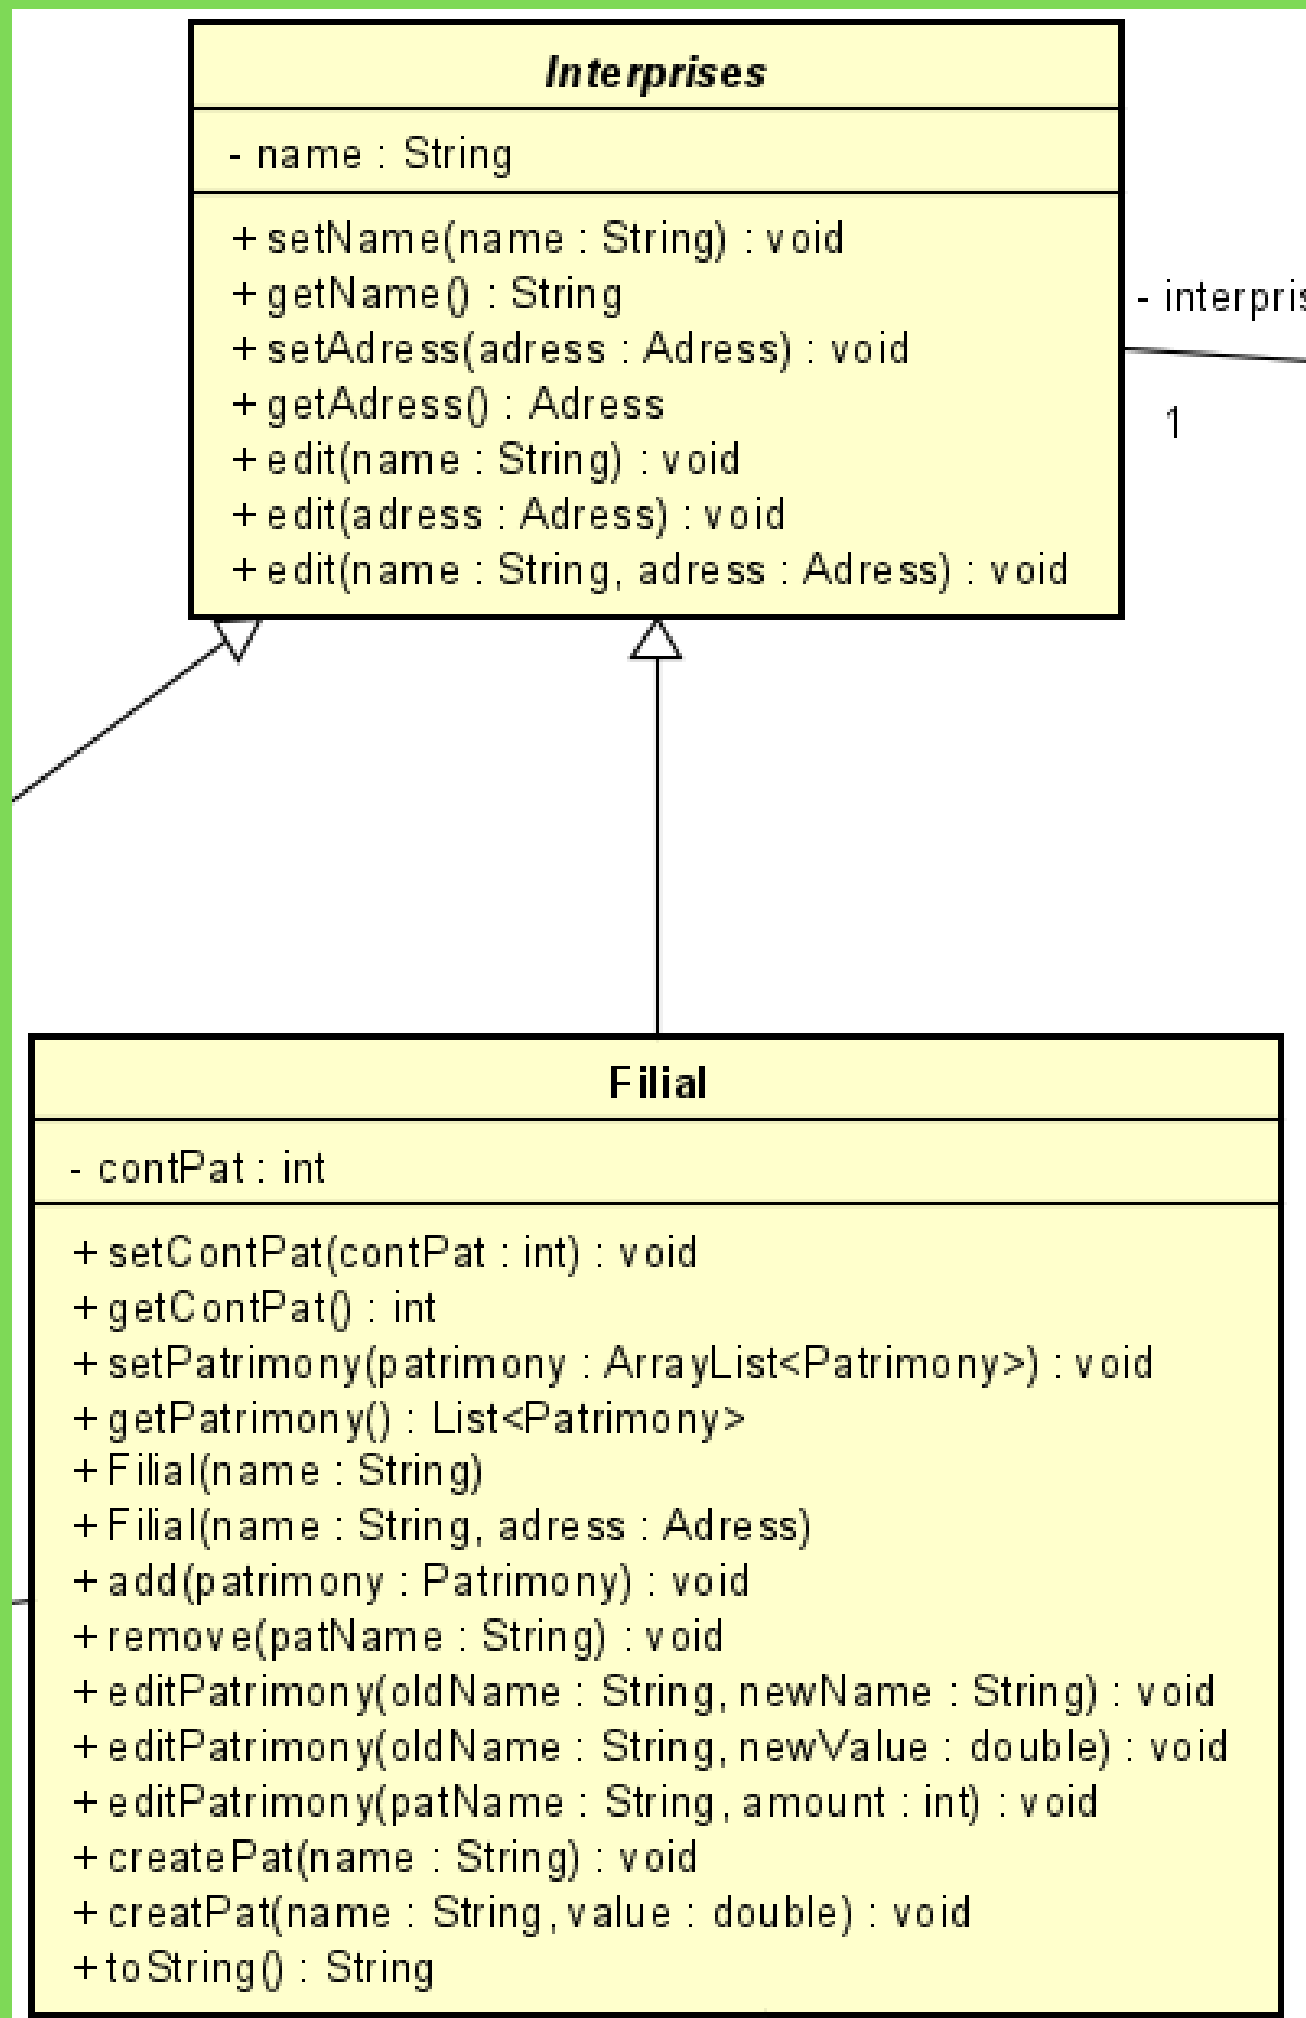 Interprises
- name : String
+ setName(name : String) : void
+ getName() : String
+ setAdress(adress : Adress) : void
+ getAdress() : Adress
+ edit(name : String) : void
+ edit(adress : Adress) : void
+ edit(name : String, adress : Adress) : void
- interpris
1
Filial
- contPat : int
+ setContPat(contPat : int) : void
+ getContPat() : int
+ setPatrimony(patrimony : ArrayList<Patrimony>) : void
+ getPatrimony() : List<Patrimony>
+ Filial(name : String)
+ Filial(name : String, adress : Adress)
+ add(patrimony : Patrimony) : void
+ remove(patName : String) : void
+ editPatrimony(oldName : String, newName : String) : void
+ editPatrimony(oldName : String, newValue : double) : void
+ editPatrimony(patName : String, amount : int) : void
+ createPat(name : String) : void
+ creatPat(name : String, value : double) : void
+ toString() : String